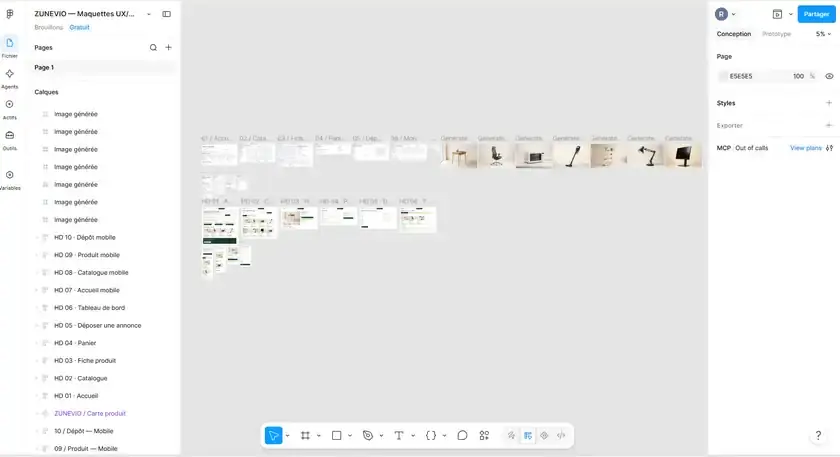 ZUNEVIO — Maquettes UX/...
Brouillons
Gratuit
Pages
Page 1
Calques
Image générée
Image générée
Image générée
Image générée
Image générée
Image générée
Image générée
HD 10 · Dépôt mobile
HD 09 · Produit mobile
HD 08 · Catalogue mobile
HD 07 · Accueil mobile
HD 06 · Tableau de bord
HD 05 · Déposer une annonce
HD 04 · Panier
HD 03 · Fiche produit
HD 02 · Catalogue
HD 01 · Accueil
ZUNEVIO / Carte produit
10 / Dépôt — Mobile
09 / Produit — Mobile
Fichier
Agents
Actifs
Outils
Variables
R
Partager
Conception
Prototype
5%
Page
E5E5E5
100
%
Styles
Exporter
MCP
Out of calls
View plans
?